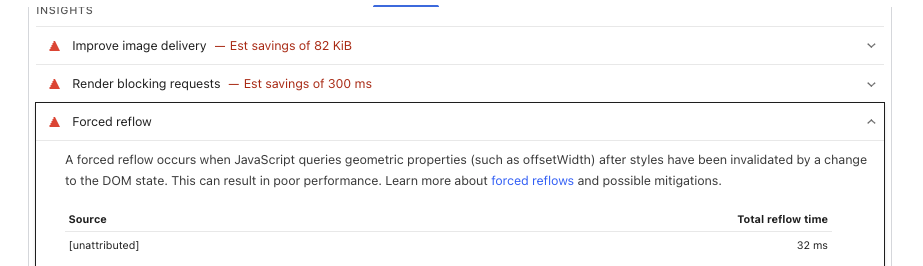 INSIGHTS
Improve image delivery — Est savings of 82 KiB
Render blocking requests — Est savings of 300 ms
Forced reflow
A forced reflow occurs when JavaScript queries geometric properties (such as offsetWidth) after styles have been invalidated by a change
to the DOM state. This can result in poor performance. Learn more about forced reflows and possible mitigations.
Source Total reflow time
[unattributed] 32 ms